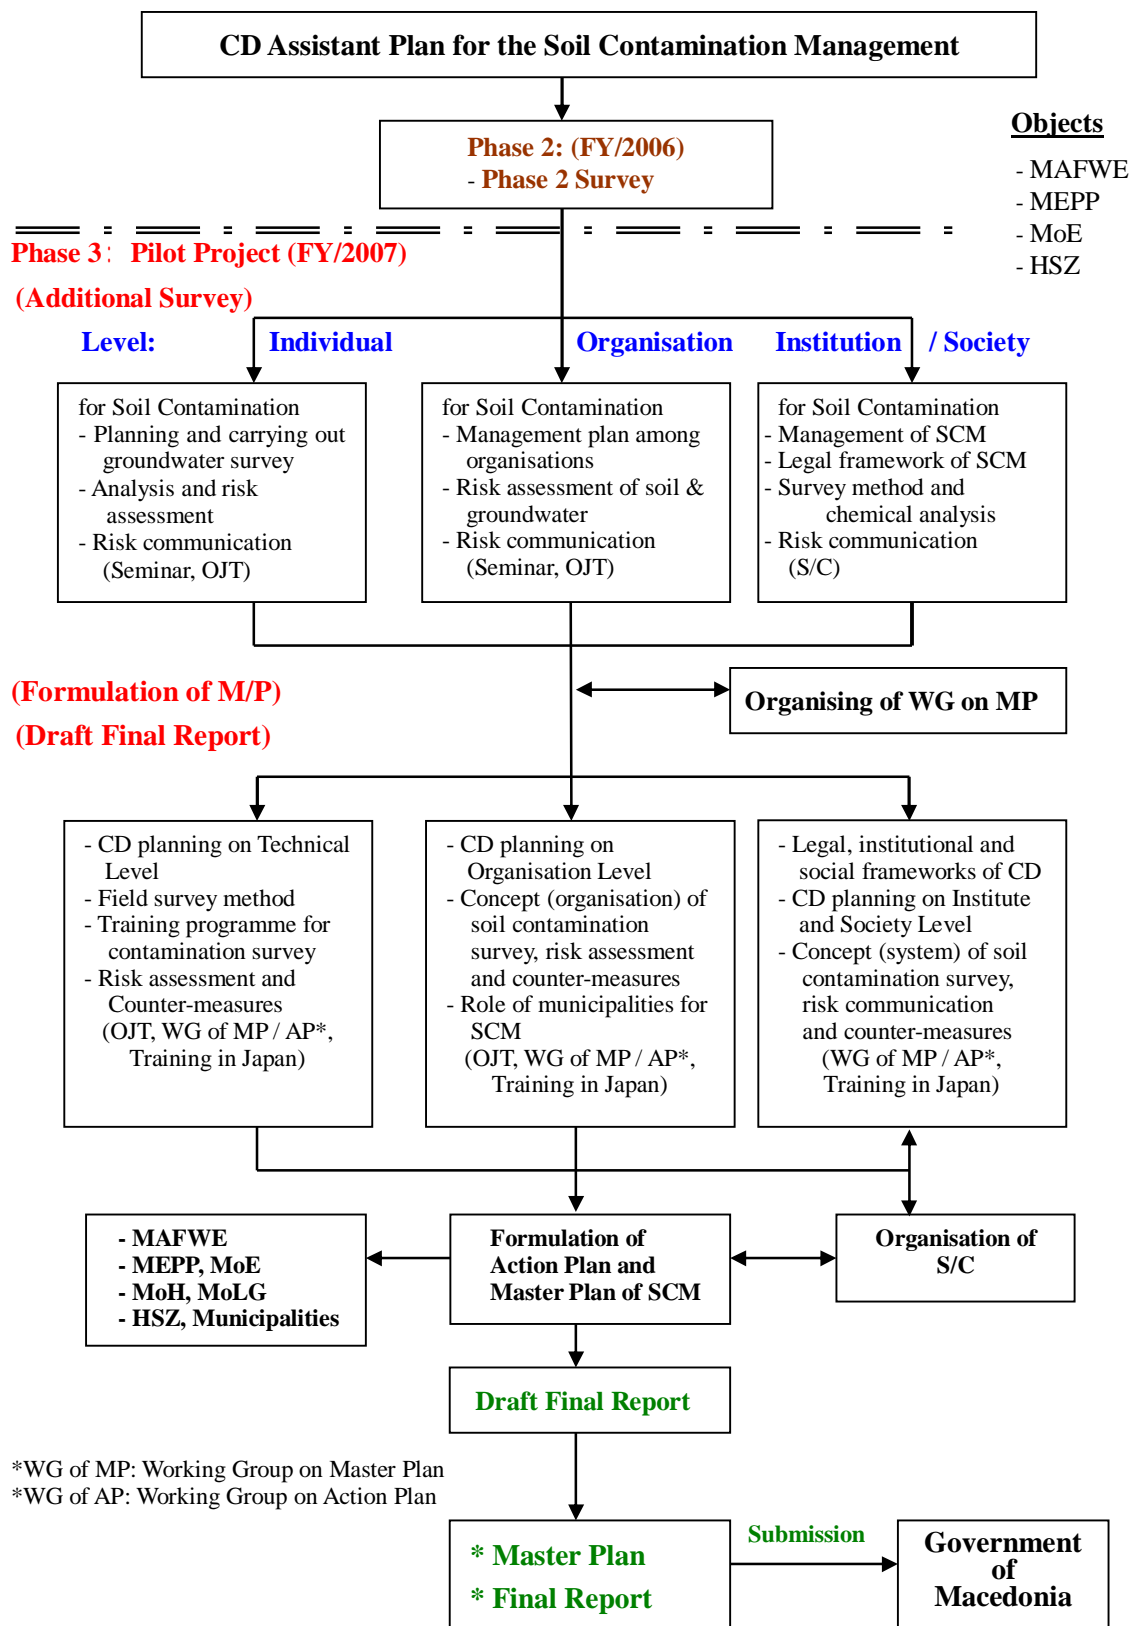 CD Assistant Plan for the Soil Contamination Management
Phase 2: (FY/2006)
- Phase 2 Survey
Objects
- MAFWE
- MEPP
- MoE
- HSZ
Phase 3: Pilot Project (FY/2007)
(Additional Survey)
Level: Individual Organisation Institution / Society
for Soil Contamination
- Planning and carrying out
groundwater survey
- Analysis and risk
assessment
- Risk communication
(Seminar, OJT)
for Soil Contamination
- Management plan among
organisations
- Risk assessment of soil &
groundwater
- Risk communication
(Seminar, OJT)
for Soil Contamination
- Management of SCM
- Legal framework of SCM
- Survey method and
chemical analysis
- Risk communication
(S/C)
(Formulation of M/P)
(Draft Final Report)
Organising of WG on MP
- CD planning on Technical
Level
- Field survey method
- Training programme for
contamination survey
- Risk assessment and
Counter-measures
(OJT, WG of MP / AP*,
Training in Japan)
- CD planning on
Organisation Level
- Concept (organisation) of
soil contamination
survey, risk assessment
and counter-measures
- Role of municipalities for
SCM
(OJT, WG of MP / AP*,
Training in Japan)
- Legal, institutional and
social frameworks of CD
- CD planning on Institute
and Society Level
- Concept (system) of soil
contamination survey,
risk communication
and counter-measures
(WG of MP / AP*,
Training in Japan)
- MAFWE
- MEPP, MoE
- MoH, MoLG
- HSZ, Municipalities
Formulation of
Action Plan and
Master Plan of SCM
Organisation of
S/C
Draft Final Report
*WG of MP: Working Group on Master Plan
*WG of AP: Working Group on Action Plan
* Master Plan
* Final Report
Submission
Government
of
Macedonia